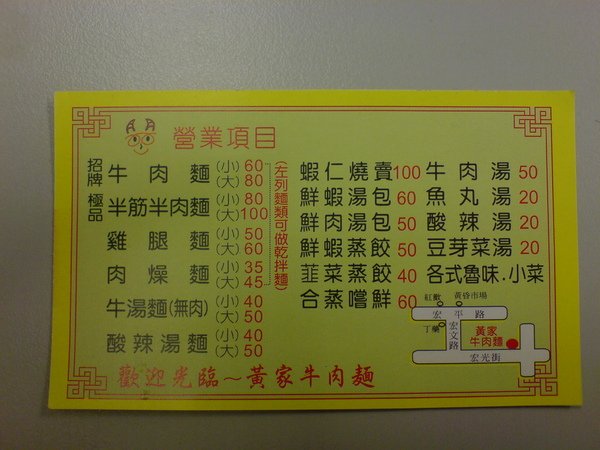 營業項目
招牌 極品
牛肉麵 (小) 60 (大) 80
半筋半肉麵 (小) 80 (大) 100
雞腿麵 (小) 50 (大) 60
肉燥麵 (小) 35 (大) 45
牛湯麵(無肉) (小) 40 (大) 50
酸辣湯麵 (小) 40 (大) 50
(左列麵類可做乾拌麵)
蝦仁燒賣 100
鮮蝦湯包 60
鮮肉湯包 50
鮮蝦蒸餃 50
韮菜蒸餃 40
合蒸嚐鮮 60
牛肉湯 50
魚丸湯 20
酸辣湯 20
豆芽菜湯 20
各式魯味.小菜
黃昏市場
宏平路
宏文路
黃家
牛肉麵
宏光街
歡迎光臨~黃家牛肉麵